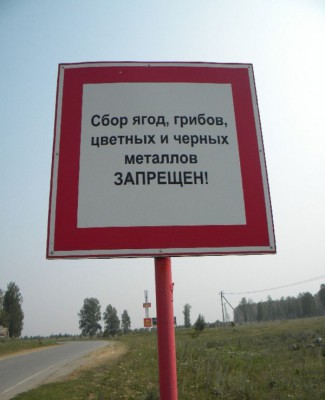 Сбор ягод, грибов,
цветных и черных
металлов
ЗАПРЕЩЕН!